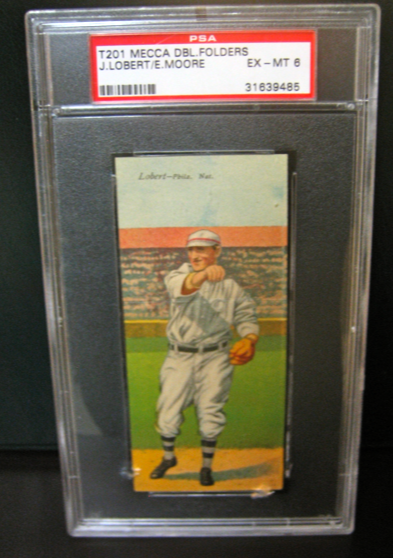 PSA
T201 MECCA DBL.FOLDERS
J.LOBERT/E.MOORE EX-MT 6
31639485
Lobert—Phila. Nat.